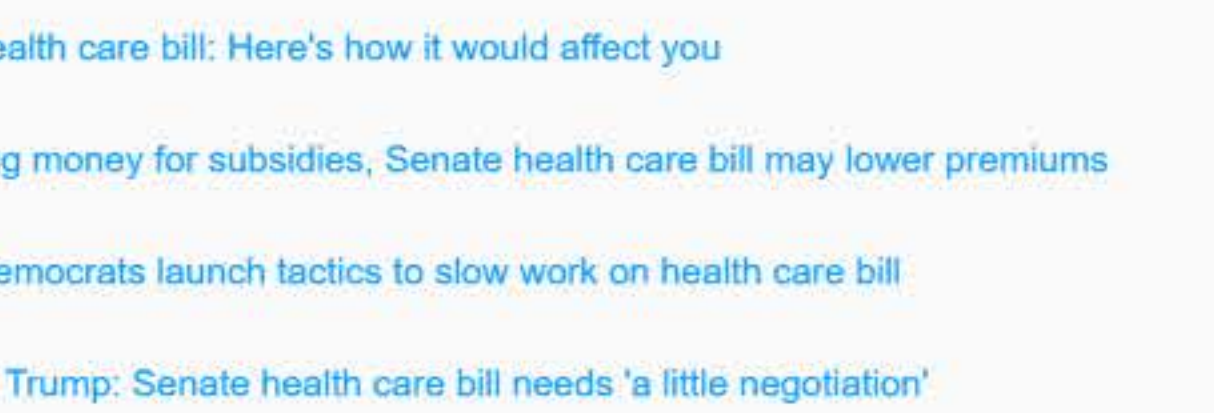 ealth care bill: Here's how it would affect you
g money for subsidies, Senate health care bill may lower premiums
emocrats launch tactics to slow work on health care bill
Trump: Senate health care bill needs 'a little negotiation'